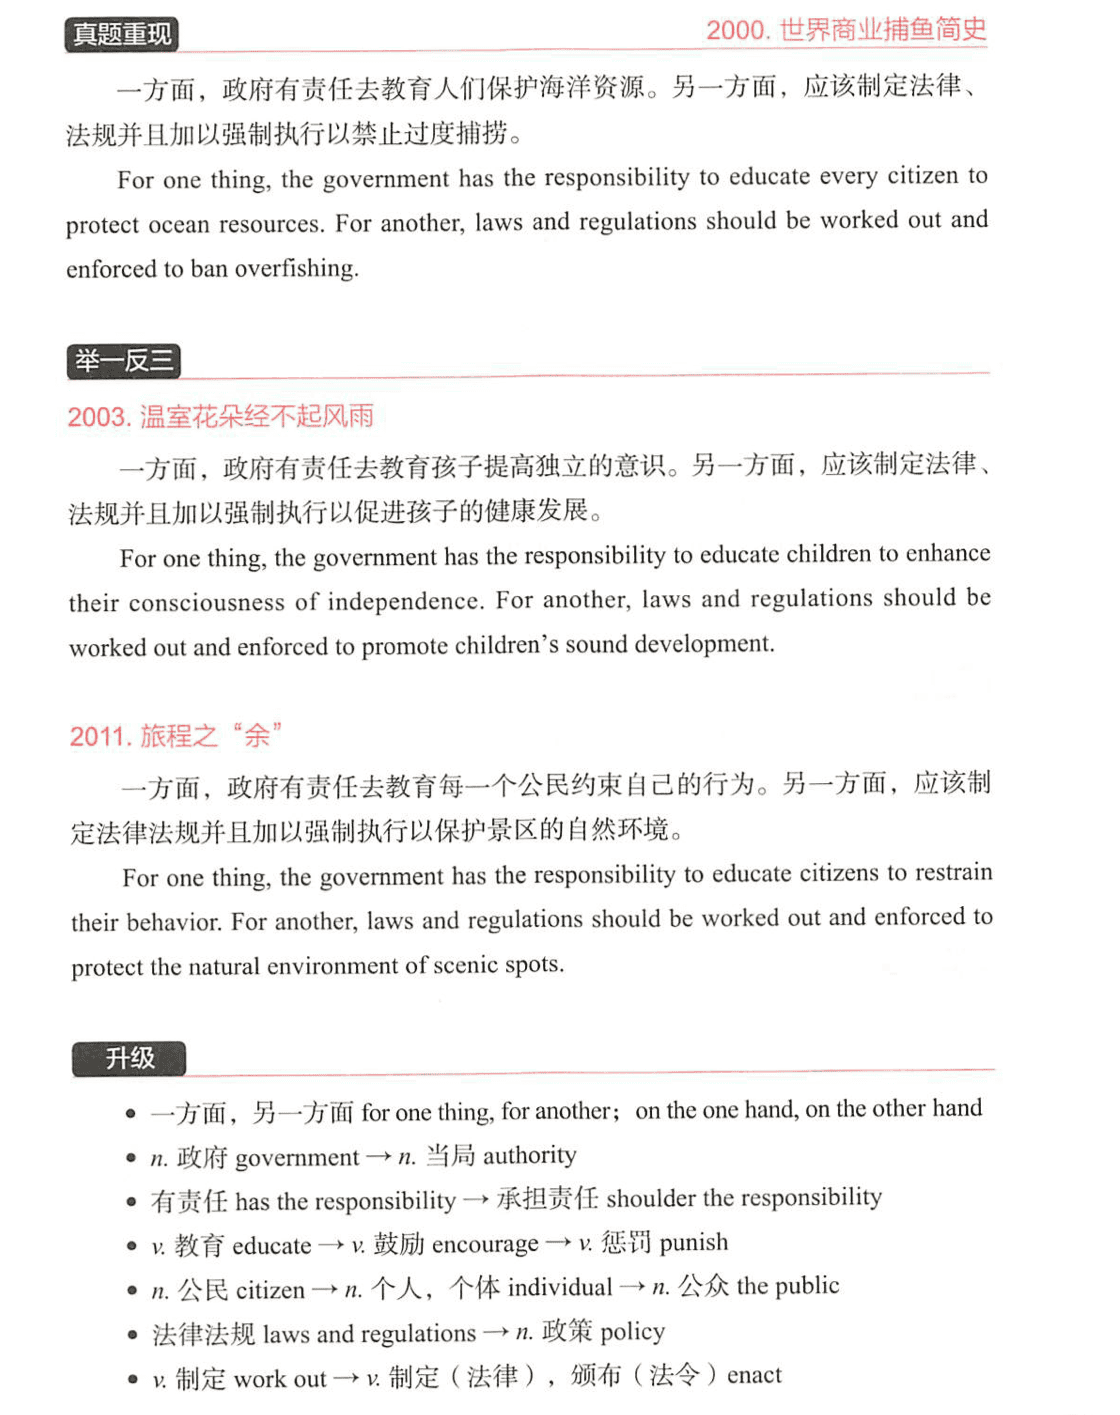 真题重现
2000. 世界商业捕鱼简史
一方面，政府有责任去教育人们保护海洋资源。另一方面，应该制定法律、
法规并且加以强制执行以禁止过度捕捞。
For one thing, the government has the responsibility to educate every citizen to
protect ocean resources. For another, laws and regulations should be worked out and
enforced to ban overfishing.
举一反三
2003. 温室花朵经不起风雨
一方面，政府有责任去教育孩子提高独立的意识。另一方面，应该制定法律、
法规并且加以强制执行以促进孩子的健康发展。
For one thing, the government has the responsibility to educate children to enhance
their consciousness of independence. For another, laws and regulations should be
worked out and enforced to promote children’s sound development.
2011. 旅程之“余”
一方面，政府有责任去教育每一个公民约束自己的行为。另一方面，应该制
定法律法规并且加以强制执行以保护景区的自然环境。
For one thing, the government has the responsibility to educate citizens to restrain
their behavior. For another, laws and regulations should be worked out and enforced to
protect the natural environment of scenic spots.
升级
• 一方面，另一方面 for one thing, for another；on the one hand, on the other hand
• n. 政府 government → n. 当局 authority
• 有责任 has the responsibility → 承担责任 shoulder the responsibility
• v. 教育 educate → v. 鼓励 encourage → v. 惩罚 punish
• n. 公民 citizen → n. 个人，个体 individual → n. 公众 the public
• 法律法规 laws and regulations → n. 政策 policy
• v. 制定 work out → v. 制定（法律），颁布（法令）enact